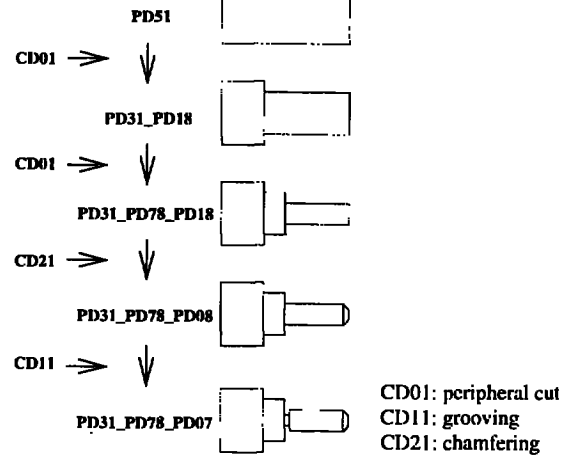 PD51
CD01
PD31_PD18
CD01
PD31_PD78_PD18
CD21
PD31_PD78_PD08
CD11
PD31_PD78_PD07
CD01: peripheral cut
CD11: grooving
CD21: chamfering